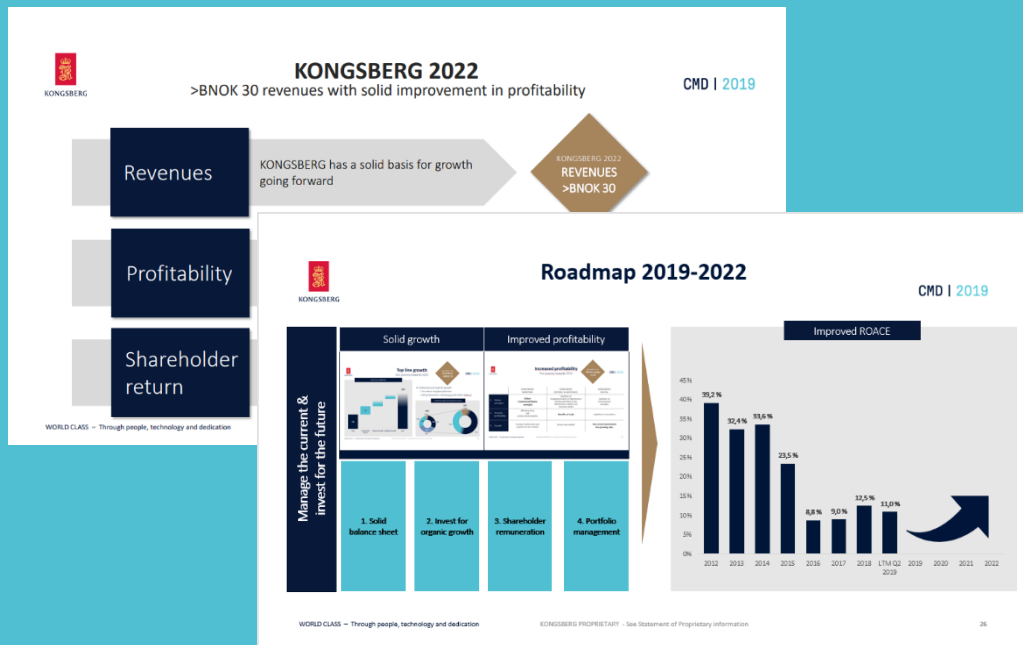 KONGSBERG
KONGSBERG 2022
>BNOK 30 revenues with solid improvement in profitability
CMD | 2019
Revenues
KONGSBERG has a solid basis for growth
going forward
KONGSBERG 2022
REVENUES
>BNOK 30
Profitability
Shareholder
return
WORLD CLASS – Through people, technology and dedication
KONGSBERG
Roadmap 2019-2022
CMD | 2019
Manage the current &
invest for the future
Solid growth
Improved profitability
Top line growth
Increased profitability
1. Solid
balance sheet
2. Invest for
organic growth
3. Shareholder
remuneration
4. Portfolio
management
Improved ROACE
45%
40%
35%
30%
25%
20%
15%
10%
5%
0%
39,2 %
32,4 %
33,6 %
23,5 %
8,8 %
9,0 %
12,5 %
11,0 %
2012 2013 2014 2015 2016 2017 2018 LTM Q2 2019 2020 2021 2022
2019
WORLD CLASS – Through people, technology and dedication
KONGSBERG PROPRIETARY - See Statement of Proprietary information
26